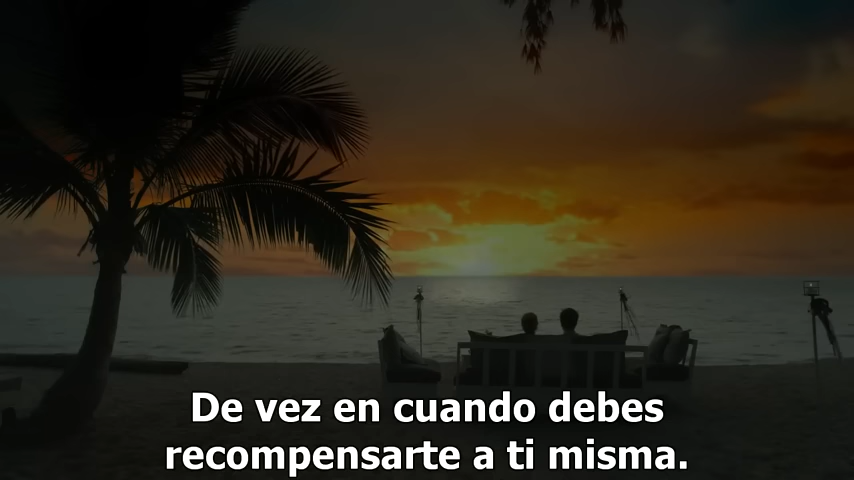 De vez en cuando debes
recompensarte a ti misma.